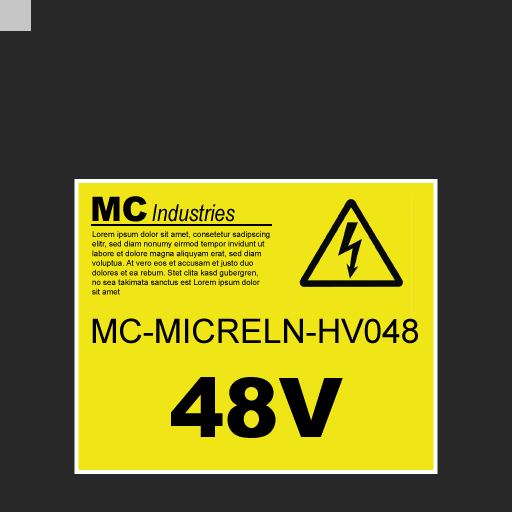 MC Industries
Lorem ipsum dolor sit amet, consetetur sadipscing
elitr, sed diam nonumy eirmod tempor invidunt ut
labore et dolore magna aliquyam erat, sed diam
voluptua. At vero eos et accusam et justo duo
dolores et ea rebum. Stet clita kasd gubergren,
no sea takimata sanctus est Lorem ipsum dolor
sit amet
MC-MICRELN-HV048
48V